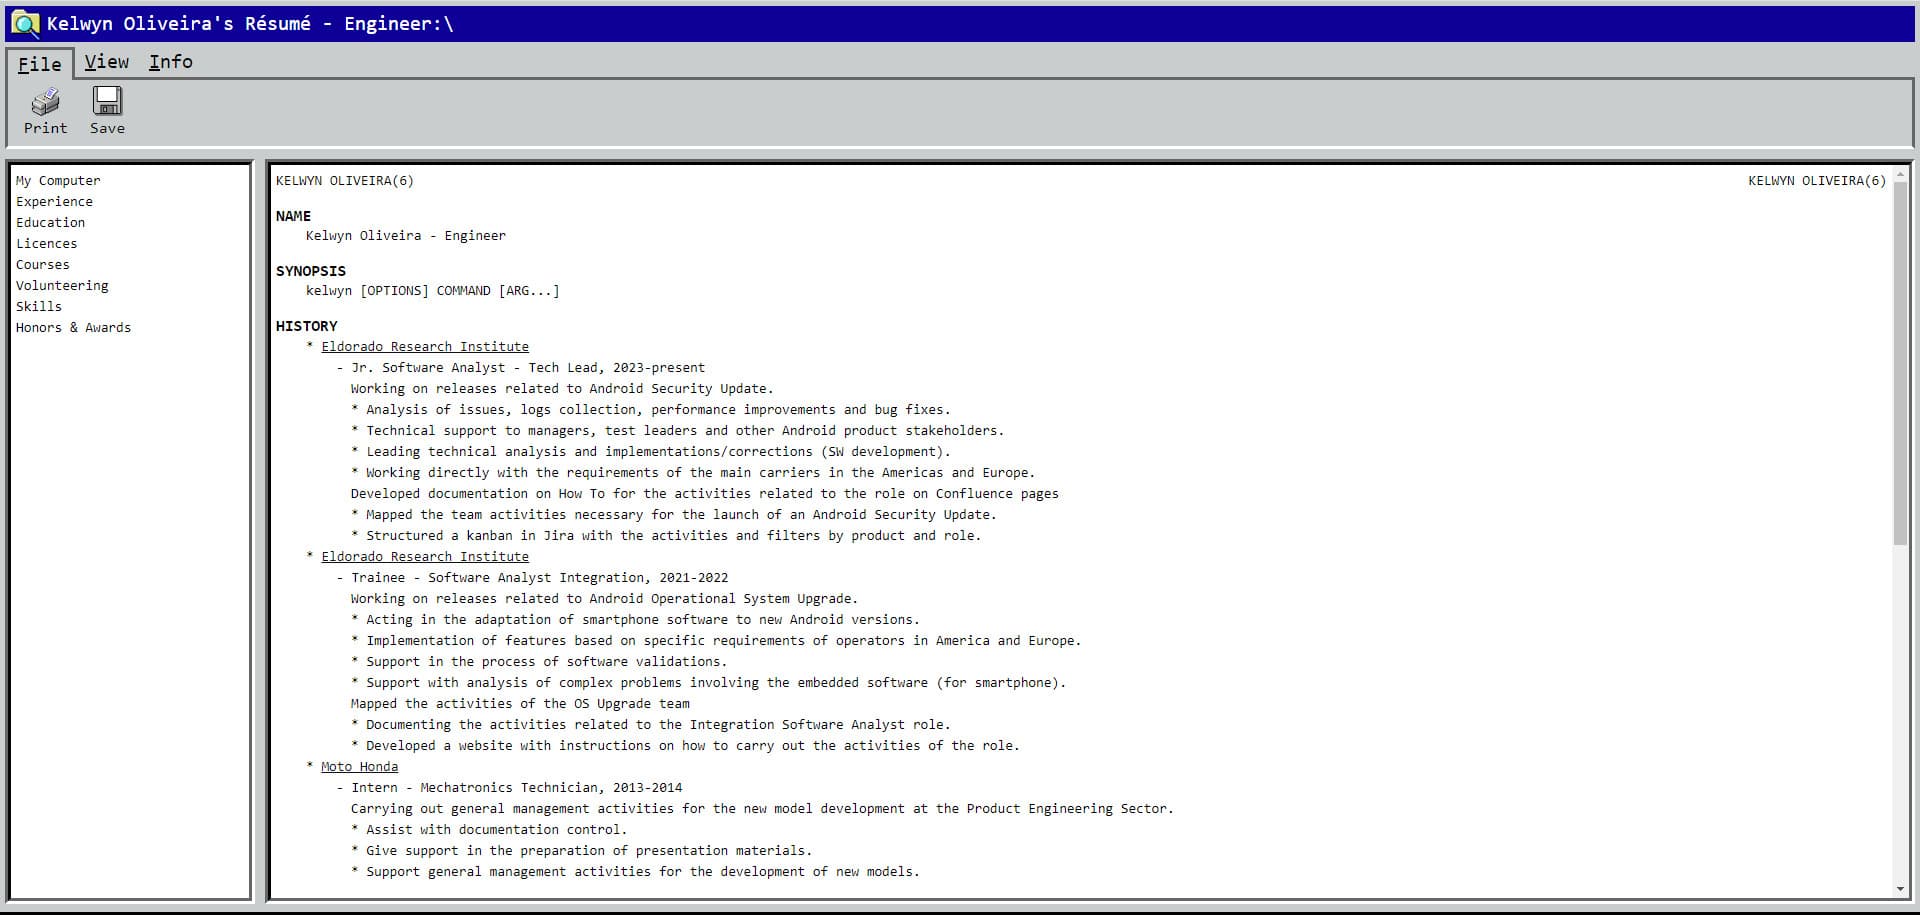 Kelwyn Oliveira's Résumé - Engineer:\
File View Info
Print Save
My Computer
Experience
Education
Licences
Courses
Volunteering
Skills
Honors & Awards
KELWYN OLIVEIRA(6) KELWYN OLIVEIRA(6)
NAME
Kelwyn Oliveira - Engineer
SYNOPSIS
kelwyn [OPTIONS] COMMAND [ARG...]
HISTORY
* Eldorado Research Institute
- Jr. Software Analyst - Tech Lead, 2023-present
Working on releases related to Android Security Update.
* Analysis of issues, logs collection, performance improvements and bug fixes.
* Technical support to managers, test leaders and other Android product stakeholders.
* Leading technical analysis and implementations/corrections (SW development).
* Working directly with the requirements of the main carriers in the Americas and Europe.
Developed documentation on How To for the activities related to the role on Confluence pages
* Mapped the team activities necessary for the launch of an Android Security Update.
* Structured a kanban in Jira with the activities and filters by product and role.
* Eldorado Research Institute
- Trainee - Software Analyst Integration, 2021-2022
Working on releases related to Android Operational System Upgrade.
* Acting in the adaptation of smartphone software to new Android versions.
* Implementation of features based on specific requirements of operators in America and Europe.
* Support in the process of software validations.
* Support with analysis of complex problems involving the embedded software (for smartphone).
Mapped the activities of the OS Upgrade team
* Documenting the activities related to the Integration Software Analyst role.
* Developed a website with instructions on how to carry out the activities of the role.
* Moto Honda
- Intern - Mechatronics Technician, 2013-2014
Carrying out general management activities for the new model development at the Product Engineering Sector.
* Assist with documentation control.
* Give support in the preparation of presentation materials.
* Support general management activities for the development of new models.